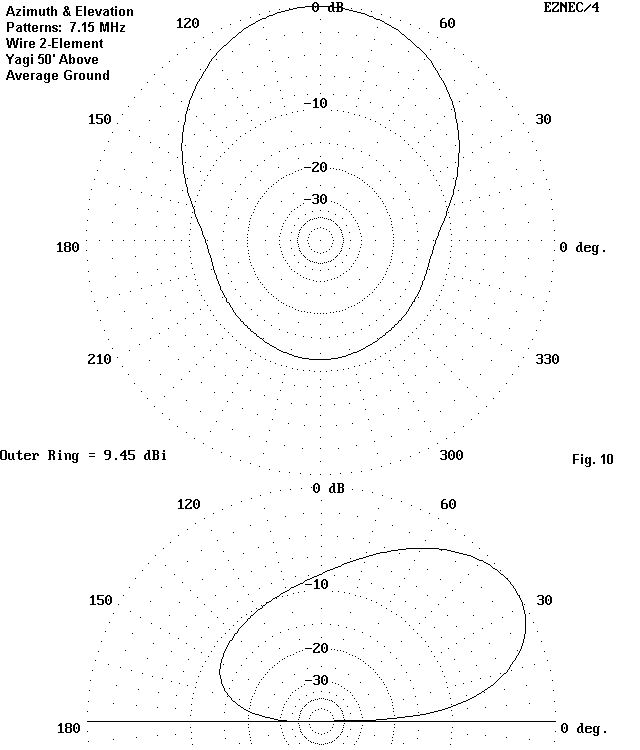 Azimuth & Elevation
Patterns: 7.15 MHz
Wire 2-Element
Yagi 50' Above
Average Ground
0 dB
EZNEC/4
120
60
-10
150
30
-20
-30
180
0 deg.
210
330
Outer Ring = 9.45 dBi
300
Fig. 10
0 dB
120
60
-10
150
30
-20
-30
180
0 deg.